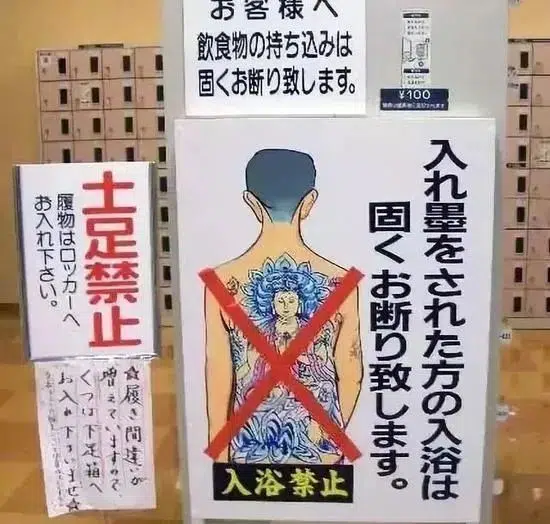 お客様へ
飲食物の持ち込みは
固くお断り致します。
¥100
入れ墨をされた方の入浴は
固くお断り致します。
入浴禁止
土足禁止
履物はロッカーへ
お入れ下さい。
☆履き間違いが
増えていますので、
くつは下足箱へ
お入れ下さいませ☆